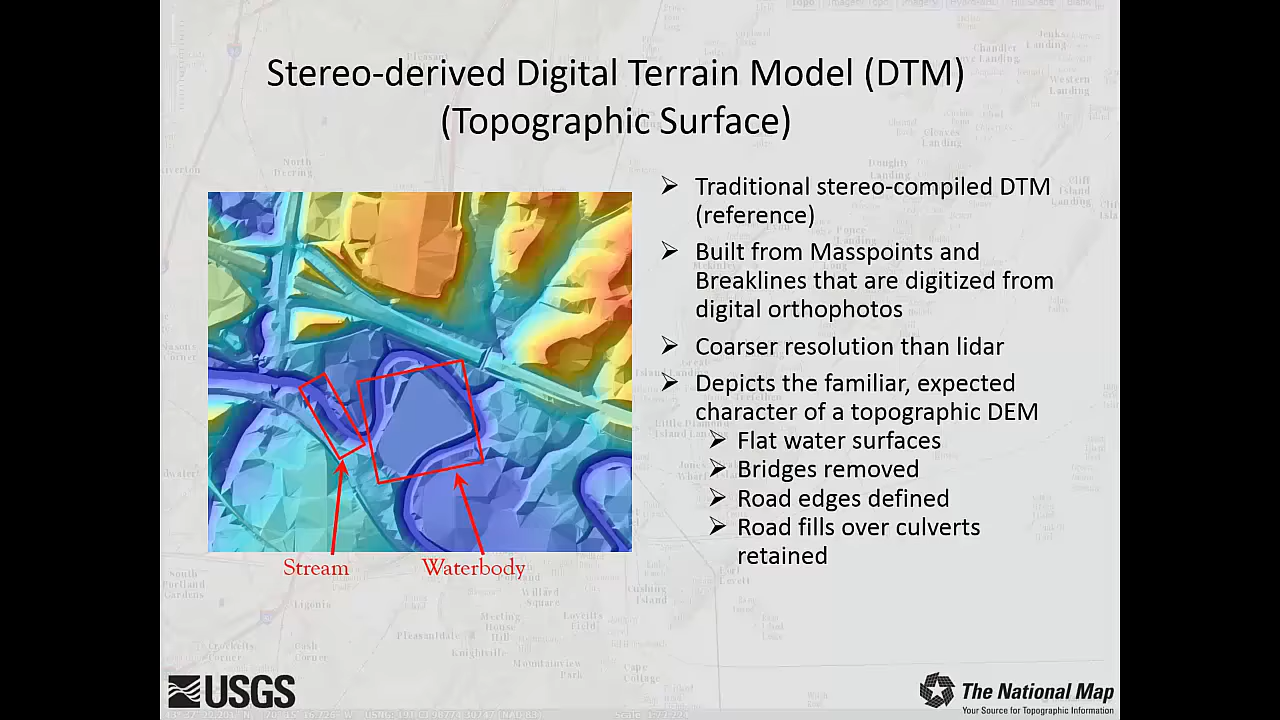 Stereo-derived Digital Terrain Model (DTM)
(Topographic Surface)
➢ Traditional stereo-compiled DTM
(reference)
➢ Built from Masspoints and
Breaklines that are digitized from
digital orthophotos
➢ Coarser resolution than lidar
➢ Depicts the familiar, expected
character of a topographic DEM
➢ Flat water surfaces
➢ Bridges removed
➢ Road edges defined
➢ Road fills over culverts
retained
Stream
Waterbody
USGS
The National Map
Your Source for Topographic Information